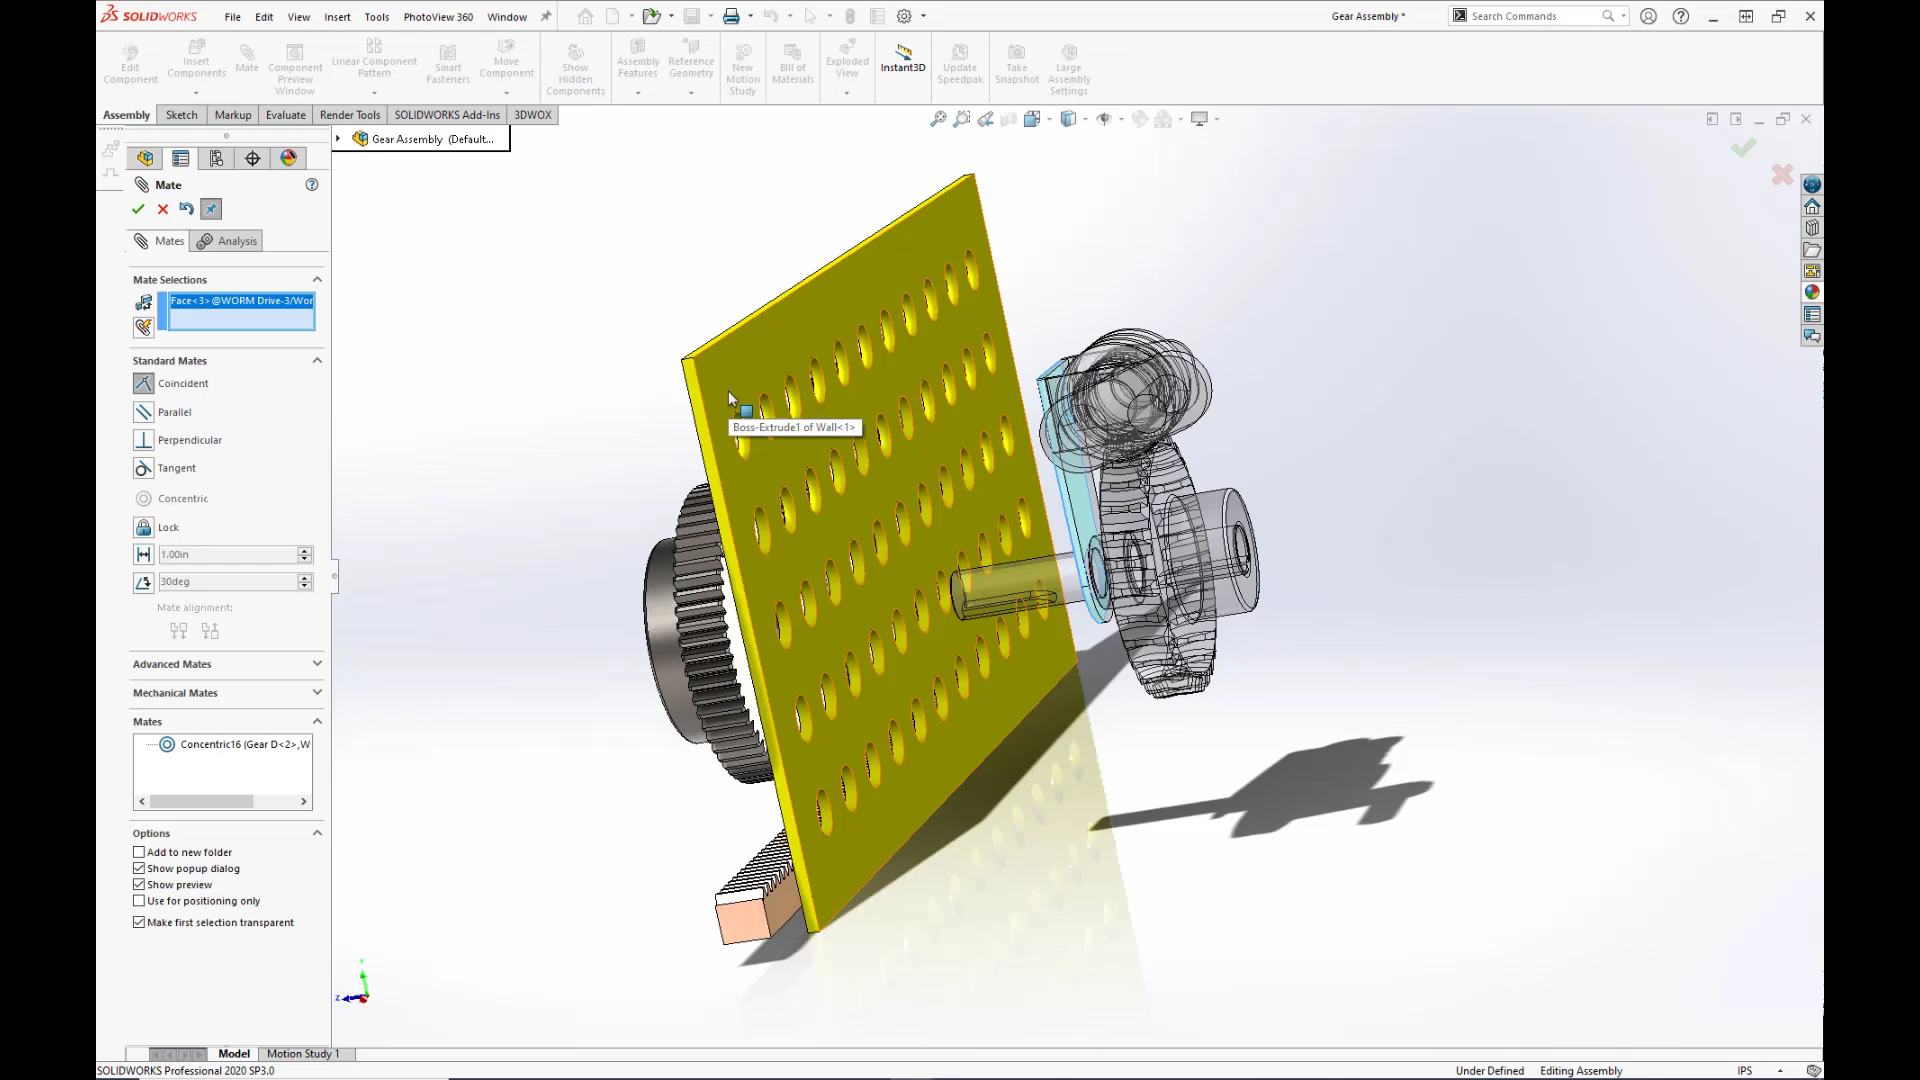 SOLIDWORKS File Edit View Insert Tools PhotoView 360 Window
Gear Assembly *
Search Commands
Edit Component
Insert Components
Mate
Component Preview Window
Linear Component Pattern
Smart Fasteners
Move Component
Show Hidden Components
Assembly Features
Reference Geometry
New Motion Study
Bill of Materials
Exploded View
Instant3D
Update Speedpak
Take Snapshot
Large Assembly Settings
Assembly Sketch Markup Evaluate Render Tools SOLIDWORKS Add-Ins 3DWOX
Gear Assembly (Default...
Mate
Mates Analysis
Mate Selections
Face<3>@WORM Drive-3/Wor
Standard Mates
Coincident
Parallel
Perpendicular
Tangent
Concentric
Lock
1.00in
30deg
Mate alignment:
Advanced Mates
Mechanical Mates
Mates
Concentric16 (Gear D<2>,W
Options
Add to new folder
Show popup dialog
Show preview
Use for positioning only
Make first selection transparent
Boss-Extrude1 of Wall<1>
Y
Z
Model Motion Study 1
SOLIDWORKS Professional 2020 SP3.0
Under Defined Editing Assembly IPS